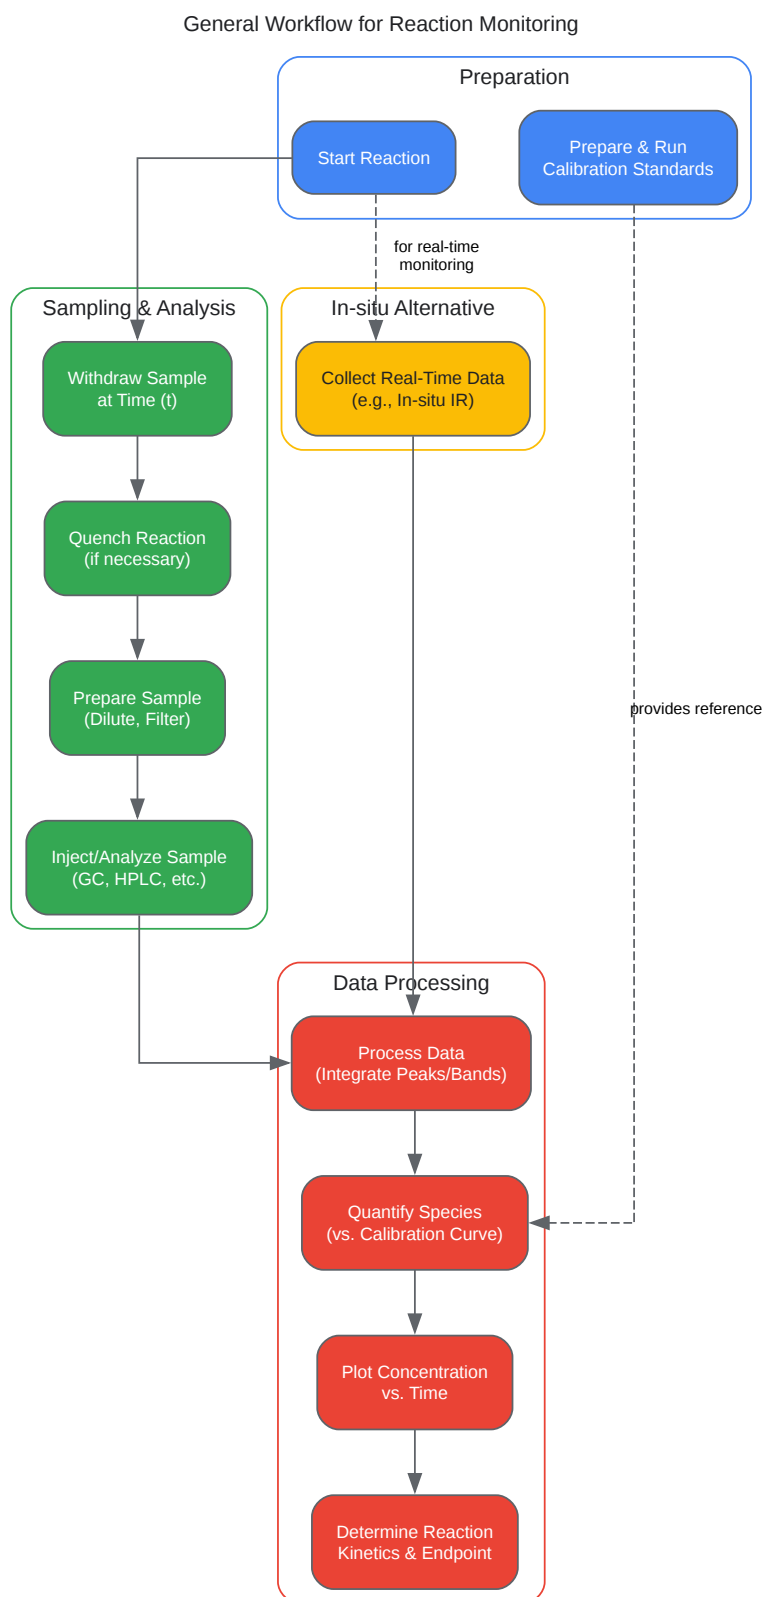 General Workflow for Reaction Monitoring
Preparation
Start Reaction
Prepare & Run
Calibration Standards
for real-time
monitoring
Sampling & Analysis
In-situ Alternative
Withdraw Sample
at Time (t)
Collect Real-Time Data
(e.g., In-situ IR)
Quench Reaction
(if necessary)
Prepare Sample
(Dilute, Filter)
provides reference
Inject/Analyze Sample
(GC, HPLC, etc.)
Data Processing
Process Data
(Integrate Peaks/Bands)
Quantify Species
(vs. Calibration Curve)
Plot Concentration
vs. Time
Determine Reaction
Kinetics & Endpoint